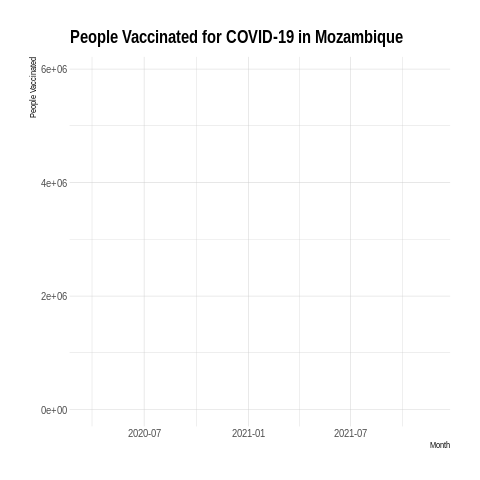 People Vaccinated for COVID-19 in Mozambique
People Vaccinated
6e+06
4e+06
2e+06
0e+00
2020-07
2021-01
2021-07
Month